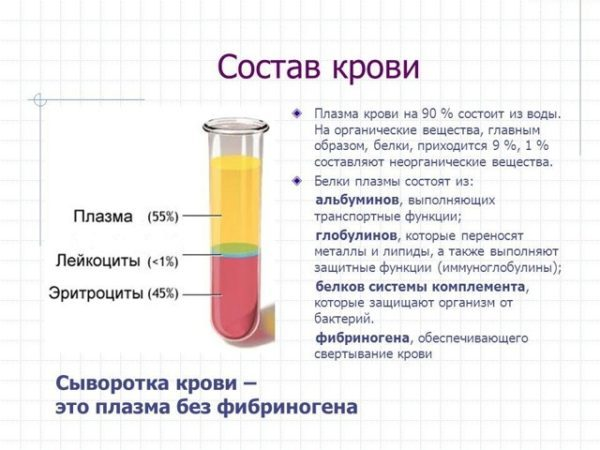 Состав крови
Плазма (55%)
Лейкоциты (<1%)
Эритроциты (45%)
Плазма крови на 90 % состоит из воды.
На органические вещества, главным
образом, белки, приходится 9 %, 1 %
составляют неорганические вещества.
Белки плазмы состоят из:
альбуминов, выполняющих
транспортные функции;
глобулинов, которые переносят
металлы и липиды, а также выполняют
защитные функции (иммуноглобулины);
белков системы комплемента,
которые защищают организм от
бактерий.
фибриногена, обеспечивающего
свертывание крови
Сыворотка крови –
это плазма без фибриногена